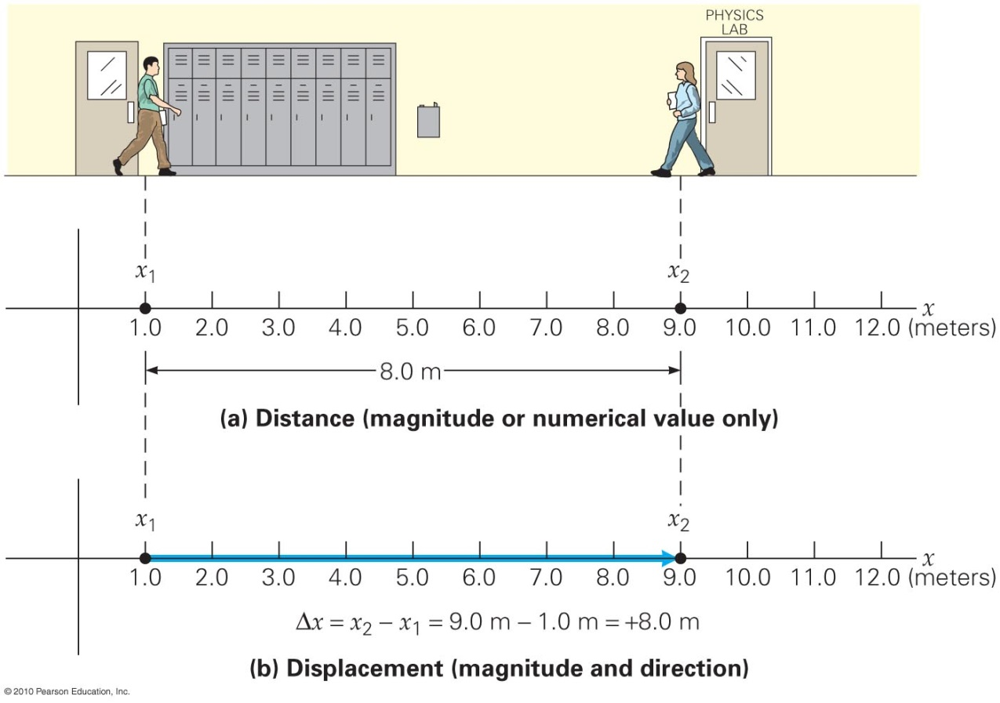 PHYSICS
LAB
x₁ x₂
x
1.0 2.0 3.0 4.0 5.0 6.0 7.0 8.0 9.0 10.0 11.0 12.0 (meters)
8.0 m
(a) Distance (magnitude or numerical value only)
x₁ x₂
x
1.0 2.0 3.0 4.0 5.0 6.0 7.0 8.0 9.0 10.0 11.0 12.0 (meters)
Δx = x₂ − x₁ = 9.0 m − 1.0 m = +8.0 m
(b) Displacement (magnitude and direction)
© 2010 Pearson Education, Inc.